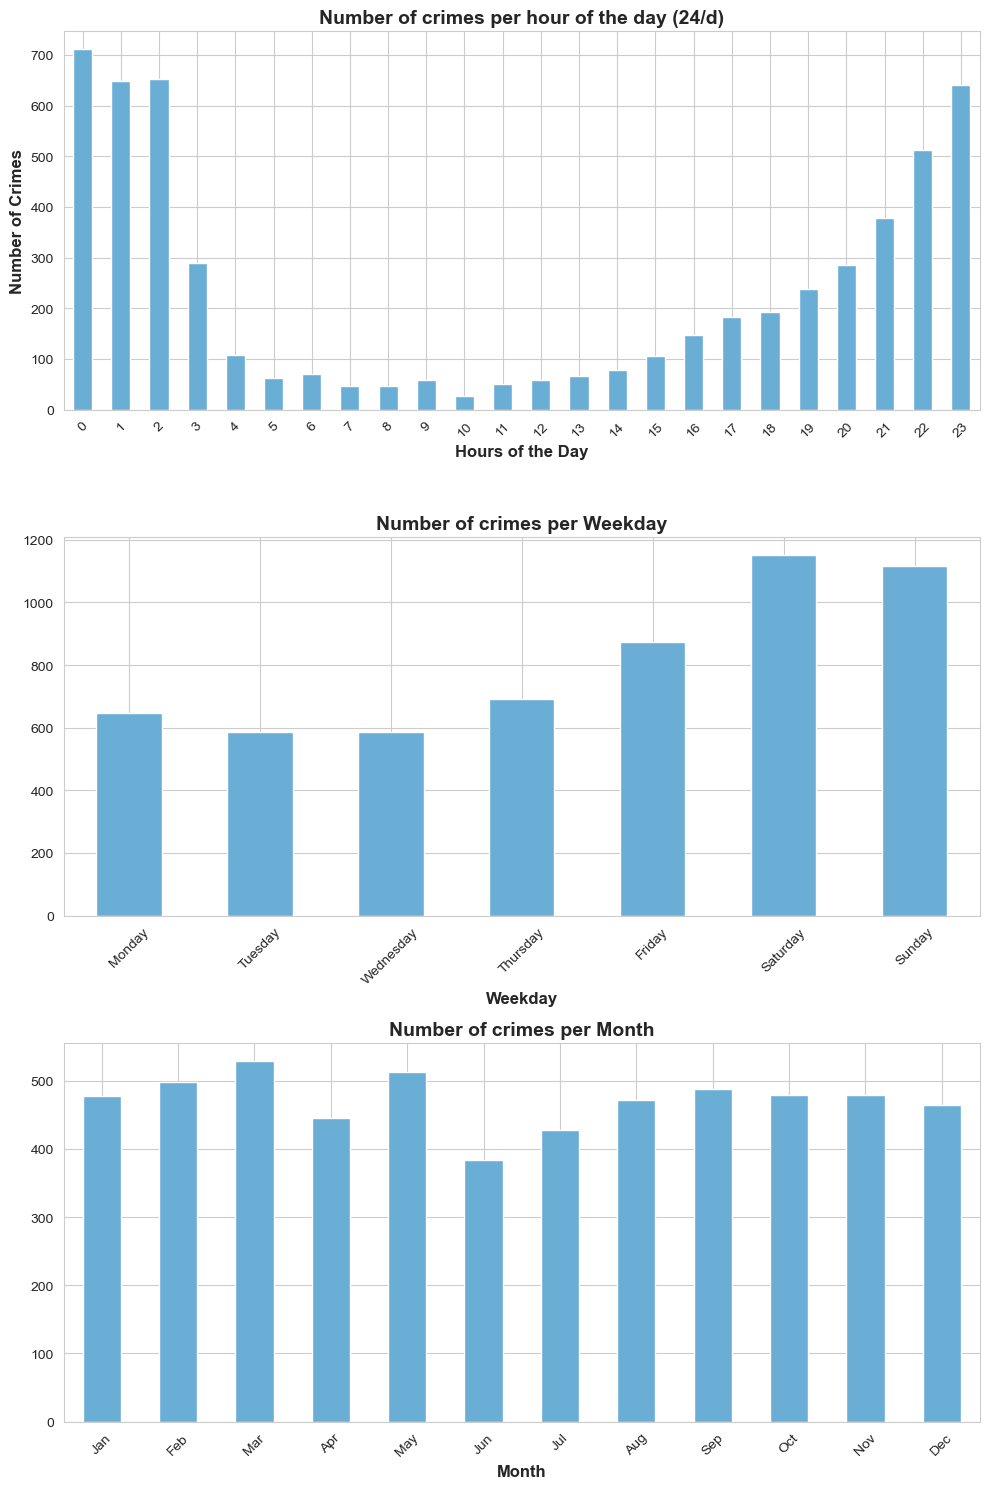 Number of crimes per hour of the day (24/d)
700
600
500
400
300
200
100
0
Number of Crimes
0 1 2 3 4 5 6 7 8 9 10 11 12 13 14 15 16 17 18 19 20 21 22 23
Hours of the Day
Number of crimes per Weekday
1200
1000
800
600
400
200
0
Monday Tuesday Wednesday Thursday Friday Saturday Sunday
Weekday
Number of crimes per Month
500
400
300
200
100
0
Jan Feb Mar Apr May Jun Jul Aug Sep Oct Nov Dec
Month